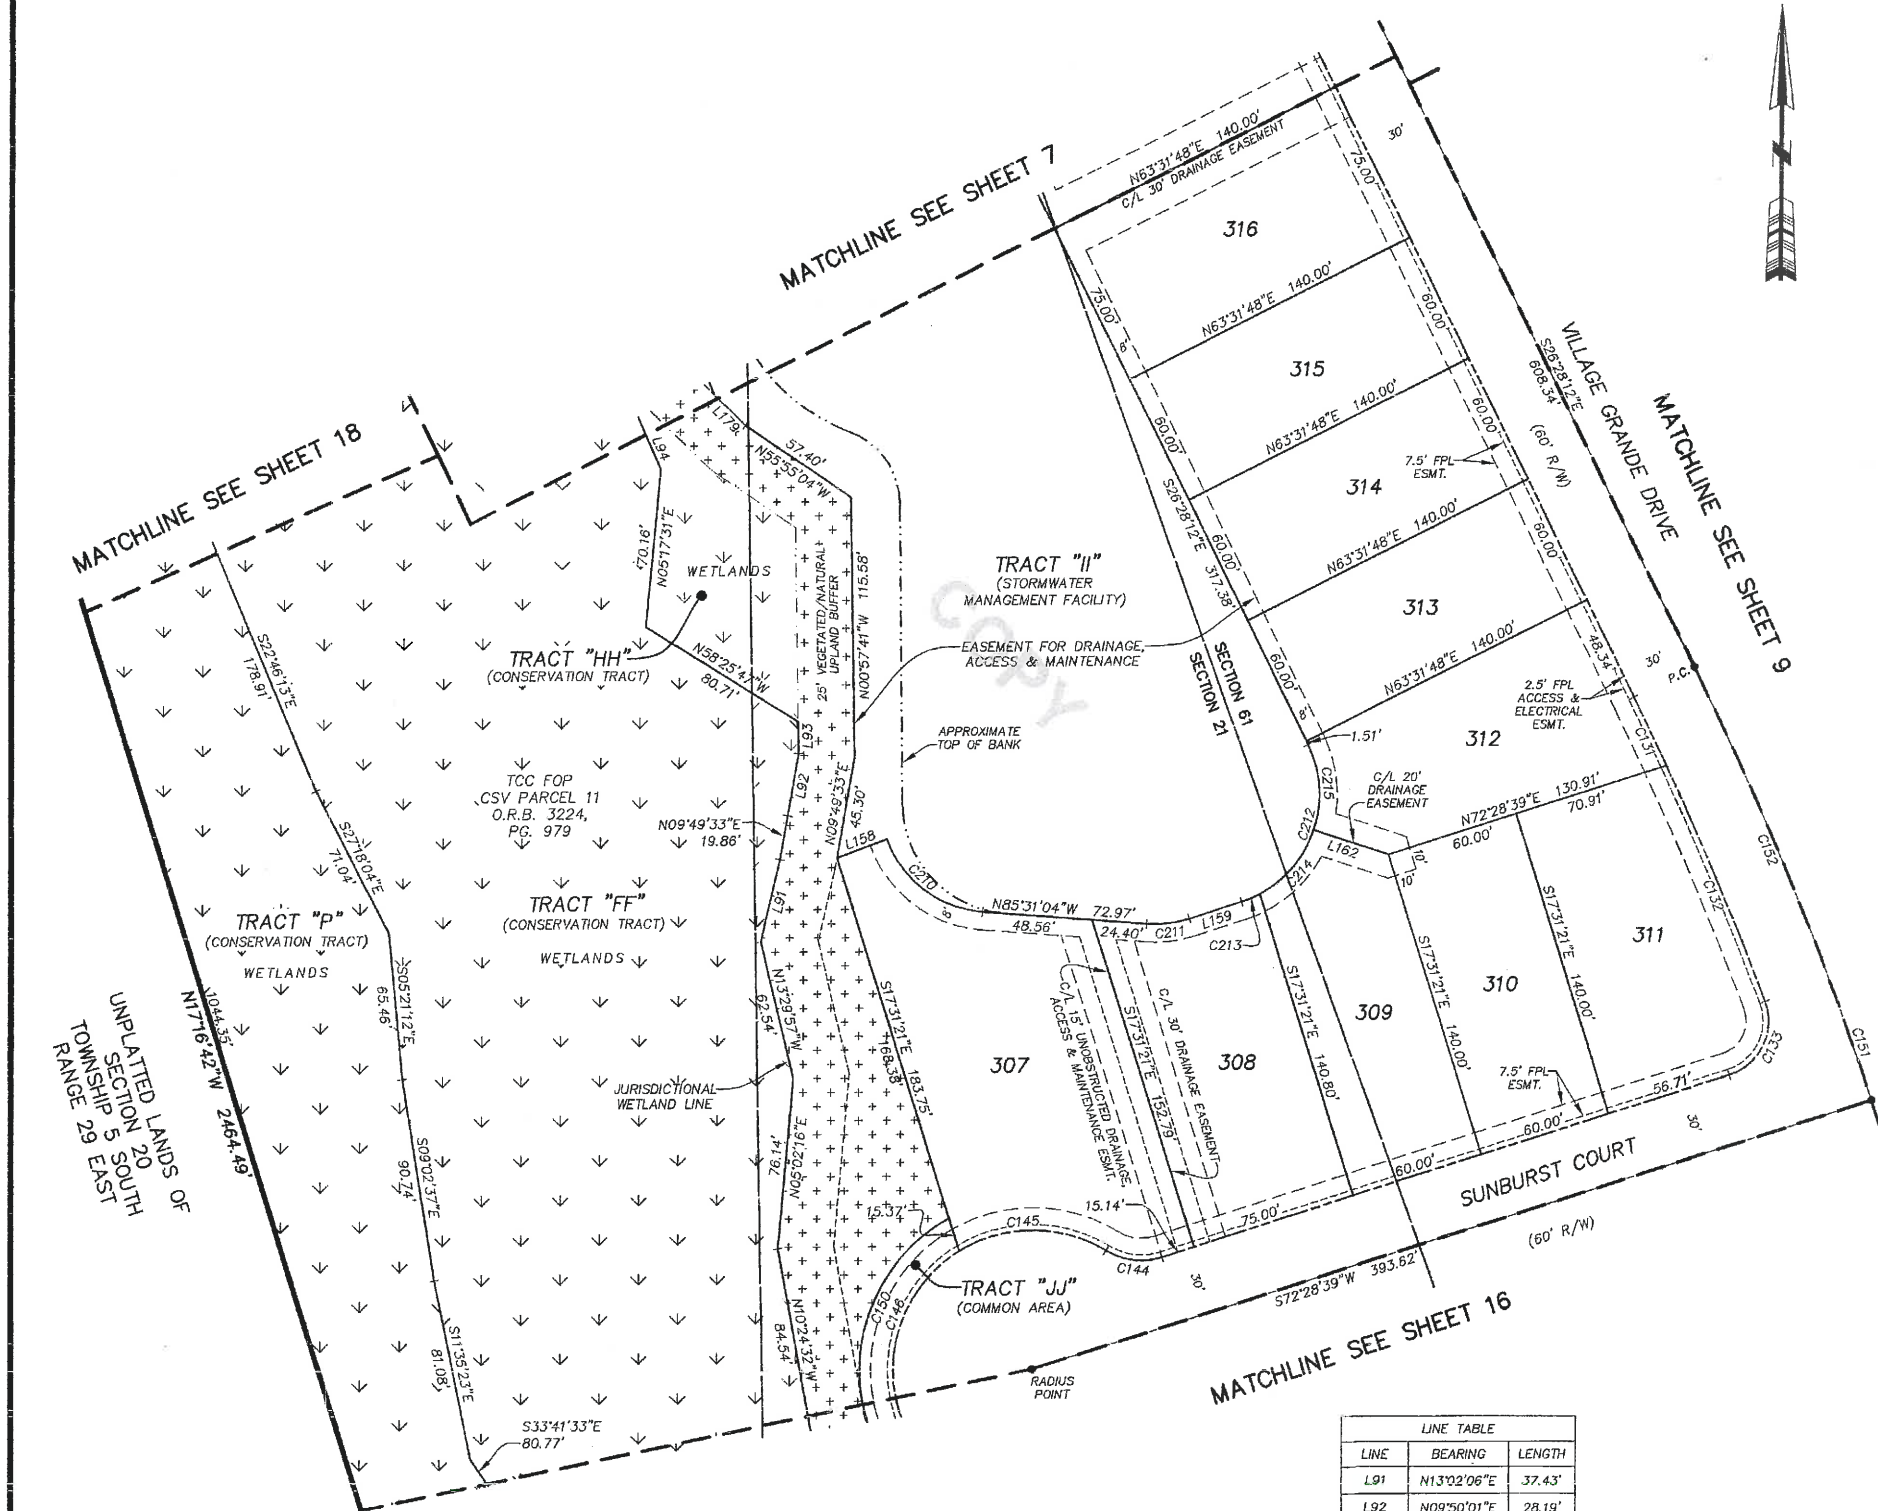 MATCHLINE SEE SHEET 18
MATCHLINE SEE SHEET 7
N
N63°31'48"E 140.00'
C/L 30' DRAINAGE EASEMENT
30'
75.00'
316
75.00'
8'
N63°31'48"E 140.00'
60.00'
315
60.00'
N63°31'48"E 140.00'
60.00'
314
7.5' FPL
ESMT.
S26°28'12"E 317.38'
60.00'
N63°31'48"E 140.00'
60.00'
313
60.00'
N63°31'48"E 140.00'
48.34'
8'
1.51'
312
2.5' FPL
ACCESS &
ELECTRICAL
ESMT.
C131
30'
P.C.
S26°28'12"E
608.34'
VILLAGE GRANDE DRIVE
(60' R/W)
MATCHLINE SEE SHEET 9
L179
57.40'
N55°55'04"W
L94
70.16'
N05°17'31"E
WETLANDS
25' VEGETATED/NATURAL
UPLAND BUFFER
N00°57'41"W 115.58'
TRACT "II"
(STORMWATER
MANAGEMENT FACILITY)
COPY
EASEMENT FOR DRAINAGE,
ACCESS & MAINTENANCE
SECTION 61
SECTION 21
APPROXIMATE
TOP OF BANK
TRACT "HH"
(CONSERVATION TRACT)
N58°25'47"W
80.71'
L93
L92
N09°49'33"E
45.30'
N09°49'33"E
19.86'
L158
L91
S22°46'13"E
178.91'
S27°18'04"E
71.04'
TCC FOP
CSV PARCEL 11
O.R.B. 3224,
PG. 979
TRACT "FF"
(CONSERVATION TRACT)
WETLANDS
TRACT "P"
(CONSERVATION TRACT)
WETLANDS
C215
C212
C214
C/L 20'
DRAINAGE
EASEMENT
L162
10'
10'
N72°28'39"E 130.91'
60.00'
70.91'
C152
C132
C210
8'
N85°31'04"W 72.97'
48.56'
24.40'
C211
L159
C213
S17°31'21"E 140.00'
S17°31'21"E 140.00'
311
310
309
308
307
S17°31'21"E 140.80'
S17°31'21"E 152.79'
C/L 30' DRAINAGE EASEMENT
C/L 15' UNOBSTRUCTED DRAINAGE,
ACCESS & MAINTENANCE ESMT.
S17°31'21"E 183.75'
168.38'
N13°29'57"W
62.54'
S05°21'12"E
65.46'
1044.35'
N17°16'42"W 2464.49'
UNPLATTED LANDS OF
SECTION 20
TOWNSHIP 5 SOUTH
RANGE 29 EAST
JURISDICTIONAL
WETLAND LINE
76.14'
N05°02'16"E
S09°02'37"E
90.74'
7.5' FPL
ESMT.
56.71'
C133
C151
60.00'
60.00'
30'
75.00'
15.14'
15.37'
C145
C144
30'
SUNBURST COURT
(60' R/W)
S72°28'39"W 393.62'
MATCHLINE SEE SHEET 16
TRACT "JJ"
(COMMON AREA)
C150
C146
N10°24'32"W
84.54'
RADIUS
POINT
S11°35'23"E
81.08'
S33°41'33"E
80.77'
LINE TABLE
LINE BEARING LENGTH
L91 N13°02'06"E 37.43'
L92 N09°50'01"E 28.19'